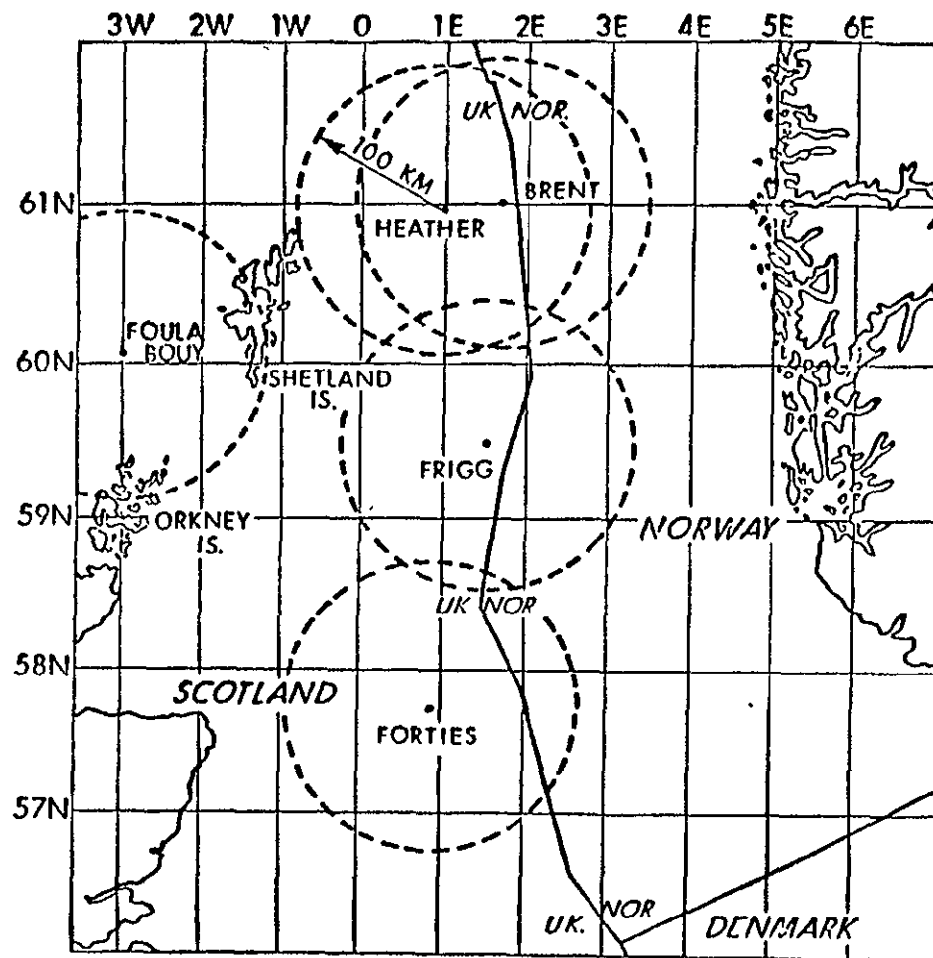 3W 2W 1W 0 1E 2E 3E 4E 5E 6E
UK NOR.
100 KM
61N
BRENT
HEATHER
FOULA
BOUY
60N
SHETLAND
IS.
FRIGG
59N
ORKNEY
IS.
NORWAY
UK NOR
58N
SCOTLAND
FORTIES
57N
UK. NOR
DENMARK